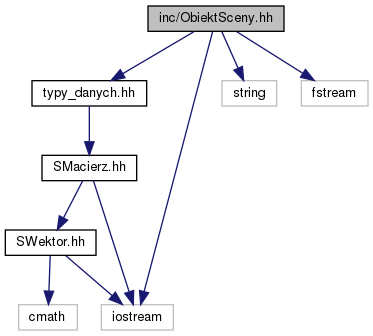 inc/ObiektSceny.hh
typy_danych.hh
string
fstream
SMacierz.hh
SWektor.hh
cmath
iostream